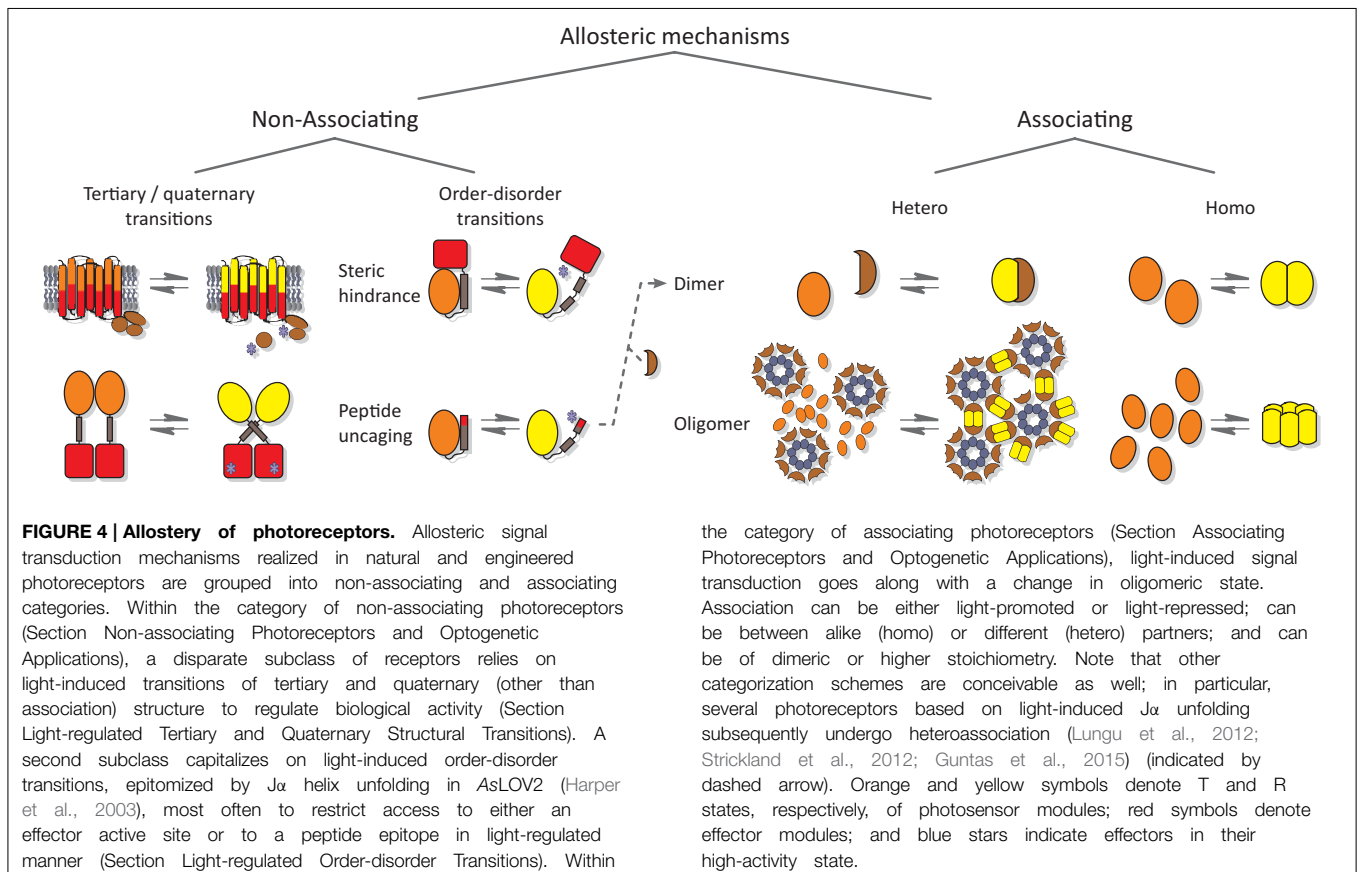 Allosteric mechanisms
Non-Associating
Associating
Tertiary / quaternary
transitions
Order-disorder
transitions
Hetero
Homo
Steric
hindrance
Dimer
Peptide
uncaging
Oligomer
FIGURE 4 | Allostery of photoreceptors. Allosteric signal
transduction mechanisms realized in natural and engineered
photoreceptors are grouped into non-associating and associating
categories. Within the category of non-associating photoreceptors
(Section Non-associating Photoreceptors and Optogenetic
Applications), a disparate subclass of receptors relies on
light-induced transitions of tertiary and quaternary (other than
association) structure to regulate biological activity (Section
Light-regulated Tertiary and Quaternary Structural Transitions). A
second subclass capitalizes on light-induced order-disorder
transitions, epitomized by Jα helix unfolding in AsLOV2 (Harper
et al., 2003), most often to restrict access to either an
effector active site or to a peptide epitope in light-regulated
manner (Section Light-regulated Order-disorder Transitions). Within
the category of associating photoreceptors (Section Associating
Photoreceptors and Optogenetic Applications), light-induced signal
transduction goes along with a change in oligomeric state.
Association can be either light-promoted or light-repressed; can
be between alike (homo) or different (hetero) partners; and can
be of dimeric or higher stoichiometry. Note that other
categorization schemes are conceivable as well; in particular,
several photoreceptors based on light-induced Jα unfolding
subsequently undergo heteroassociation (Lungu et al., 2012;
Strickland et al., 2012; Guntas et al., 2015) (indicated by
dashed arrow). Orange and yellow symbols denote T and R
states, respectively, of photosensor modules; red symbols denote
effector modules; and blue stars indicate effectors in their
high-activity state.